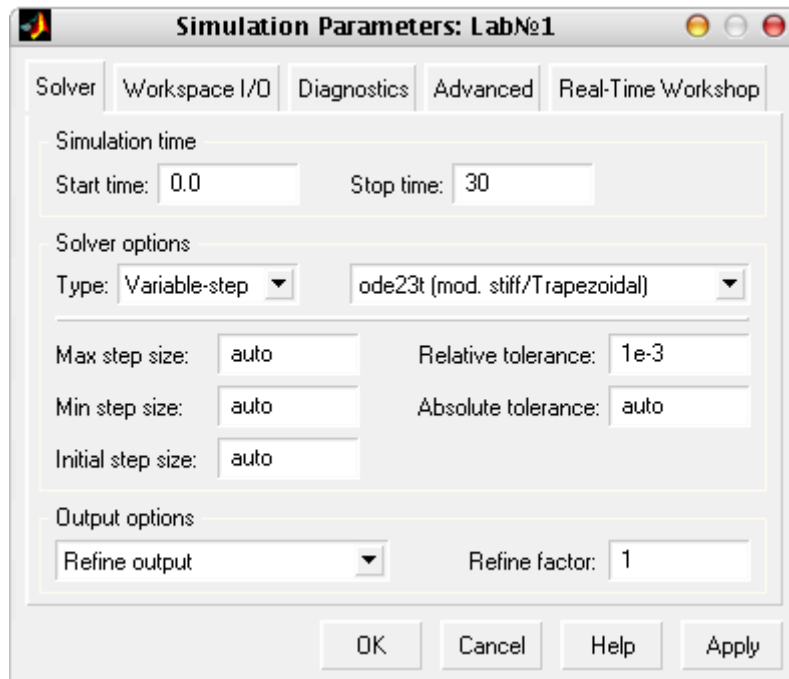 Simulation Parameters: Lab№1
Solver Workspace I/O Diagnostics Advanced Real-Time Workshop
Simulation time
Start time: 0.0 Stop time: 30
Solver options
Type: Variable-step ode23t (mod. stiff/Trapezoidal)
Max step size: auto Relative tolerance: 1e-3
Min step size: auto Absolute tolerance: auto
Initial step size: auto
Output options
Refine output Refine factor: 1
OK Cancel Help Apply